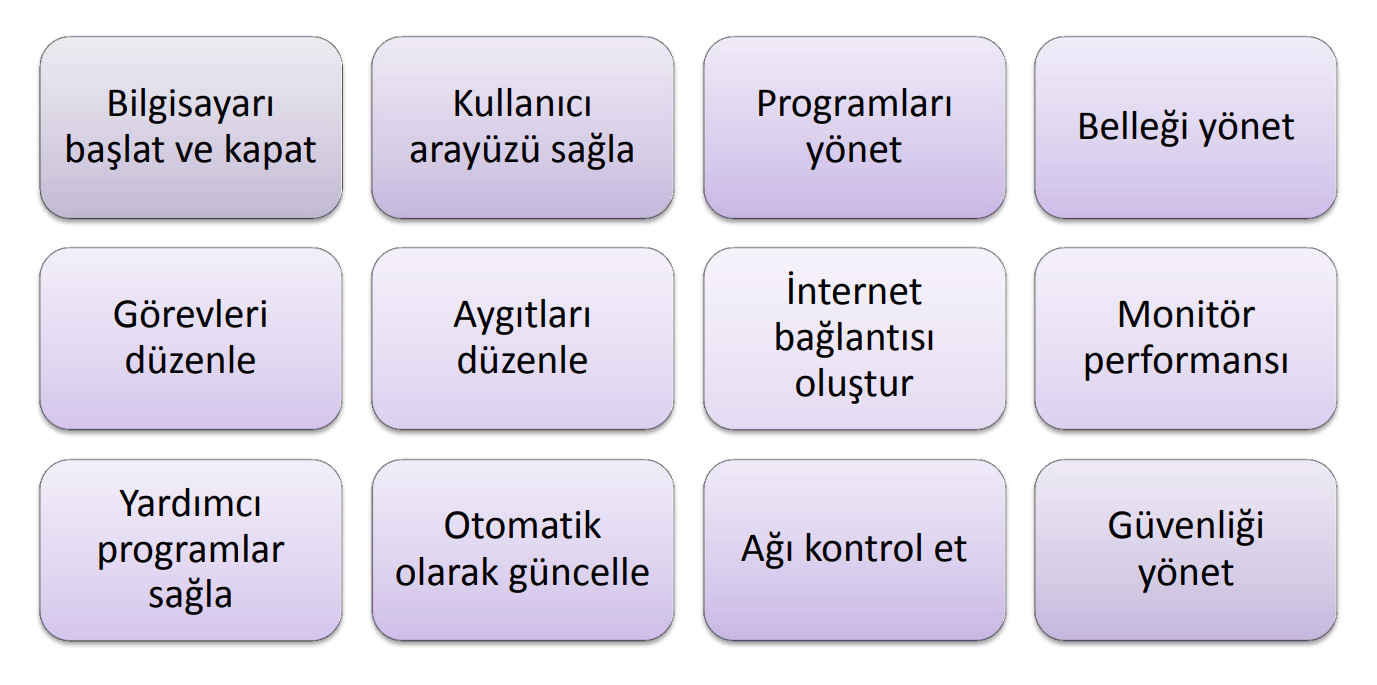 Bilgisayarı
başlat ve kapat
Kullanıcı
arayüzü sağla
Programları
yönet
Belleği yönet
Görevleri
düzenle
Aygıtları
düzenle
İnternet
bağlantısı
oluştur
Monitör
performansı
Yardımcı
programlar
sağla
Otomatik
olarak güncelle
Ağı kontrol et
Güvenliği
yönet